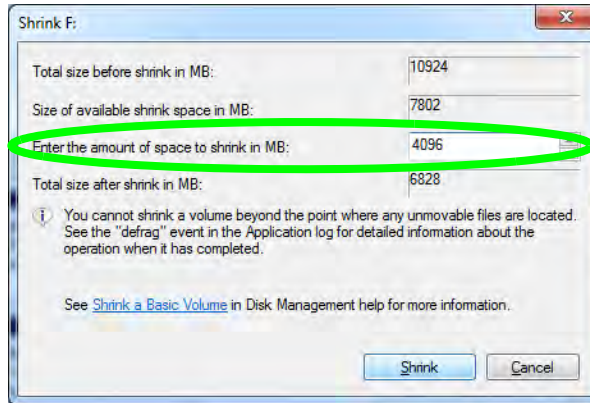 Shrink F:
Total size before shrink in MB: 10924
Size of available shrink space in MB: 7802
Enter the amount of space to shrink in MB: 4096
Total size after shrink in MB: 6828
You cannot shrink a volume beyond the point where any unmovable files are located.
See the "defrag" event in the Application log for detailed information about the
operation when it has completed.
See Shrink a Basic Volume in Disk Management help for more information.
Shrink Cancel